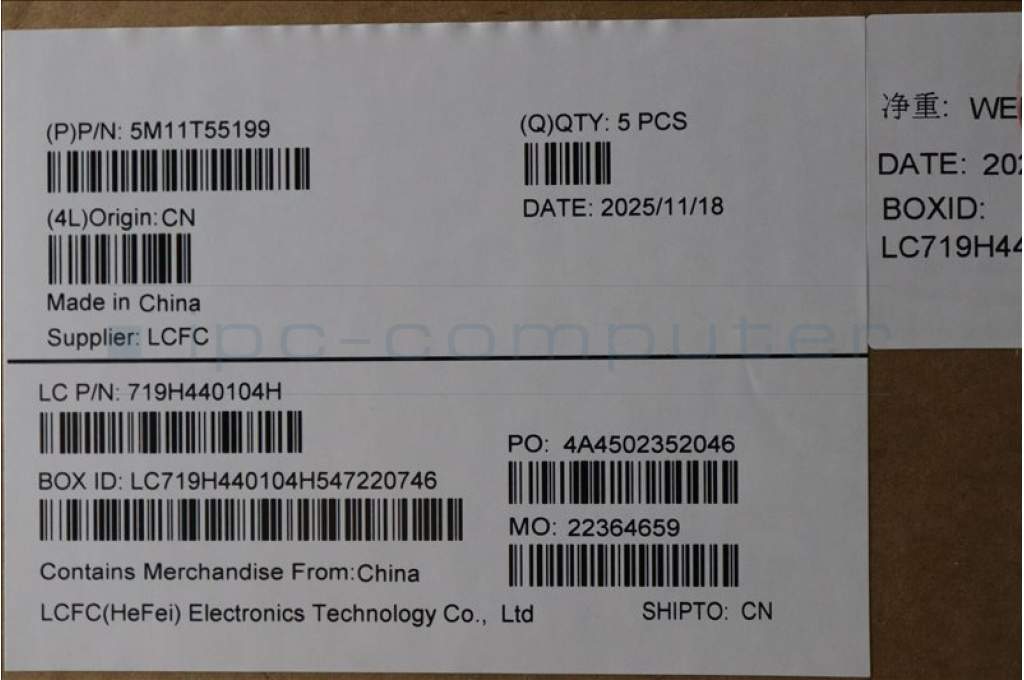 (P)P/N: 5M11T55199
(Q)QTY: 5 PCS
(4L)Origin: CN
DATE: 2025/11/18
Made in China
Supplier: LCFC
ipc-computer
LC P/N: 719H440104H
PO: 4A4502352046
BOX ID: LC719H440104H547220746
MO: 22364659
Contains Merchandise From:China
LCFC(HeFei) Electronics Technology Co., Ltd
SHIPTO: CN
净重:
DATE:
BOXID: